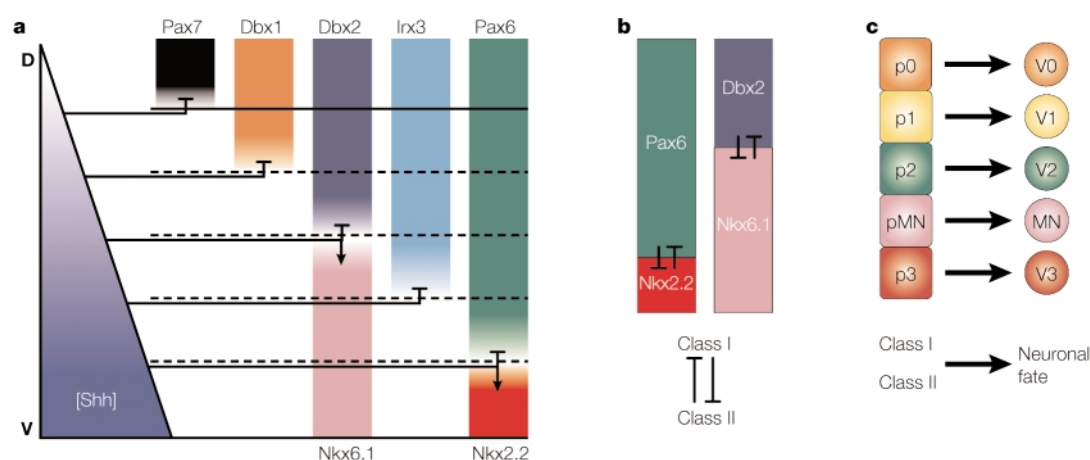 a
Pax7 Dbx1 Dbx2 Irx3 Pax6
D
[Shh]
V
Nkx6.1 Nkx2.2
b
Pax6
Dbx2
Nkx6.1
Nkx2.2
Class I
Class II
c
p0 V0
p1 V1
p2 V2
pMN MN
p3 V3
Class I
Class II
Neuronal
fate